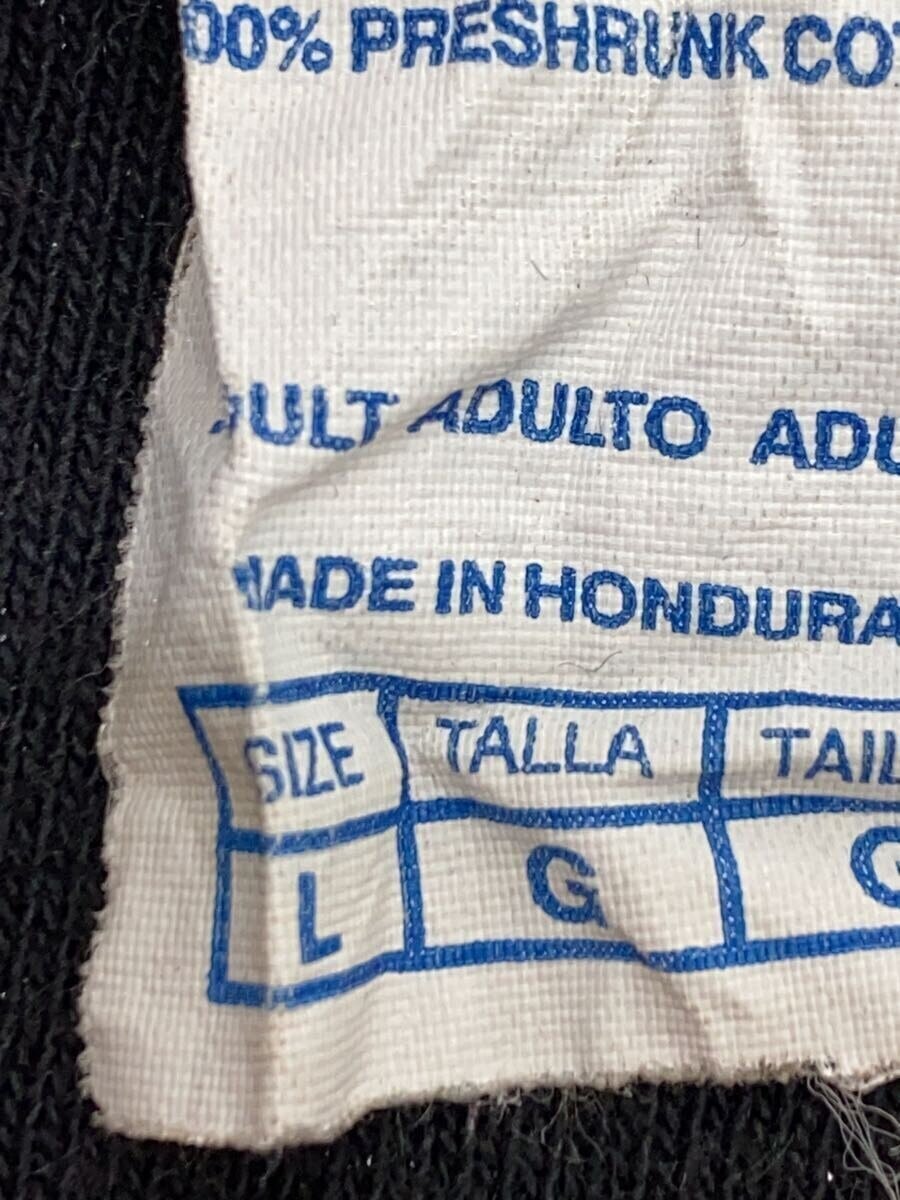 00% PRESHRUNK COT
ULT ADULTO ADU
MADE IN HONDURA
SIZE TALLA TAIL
L G G